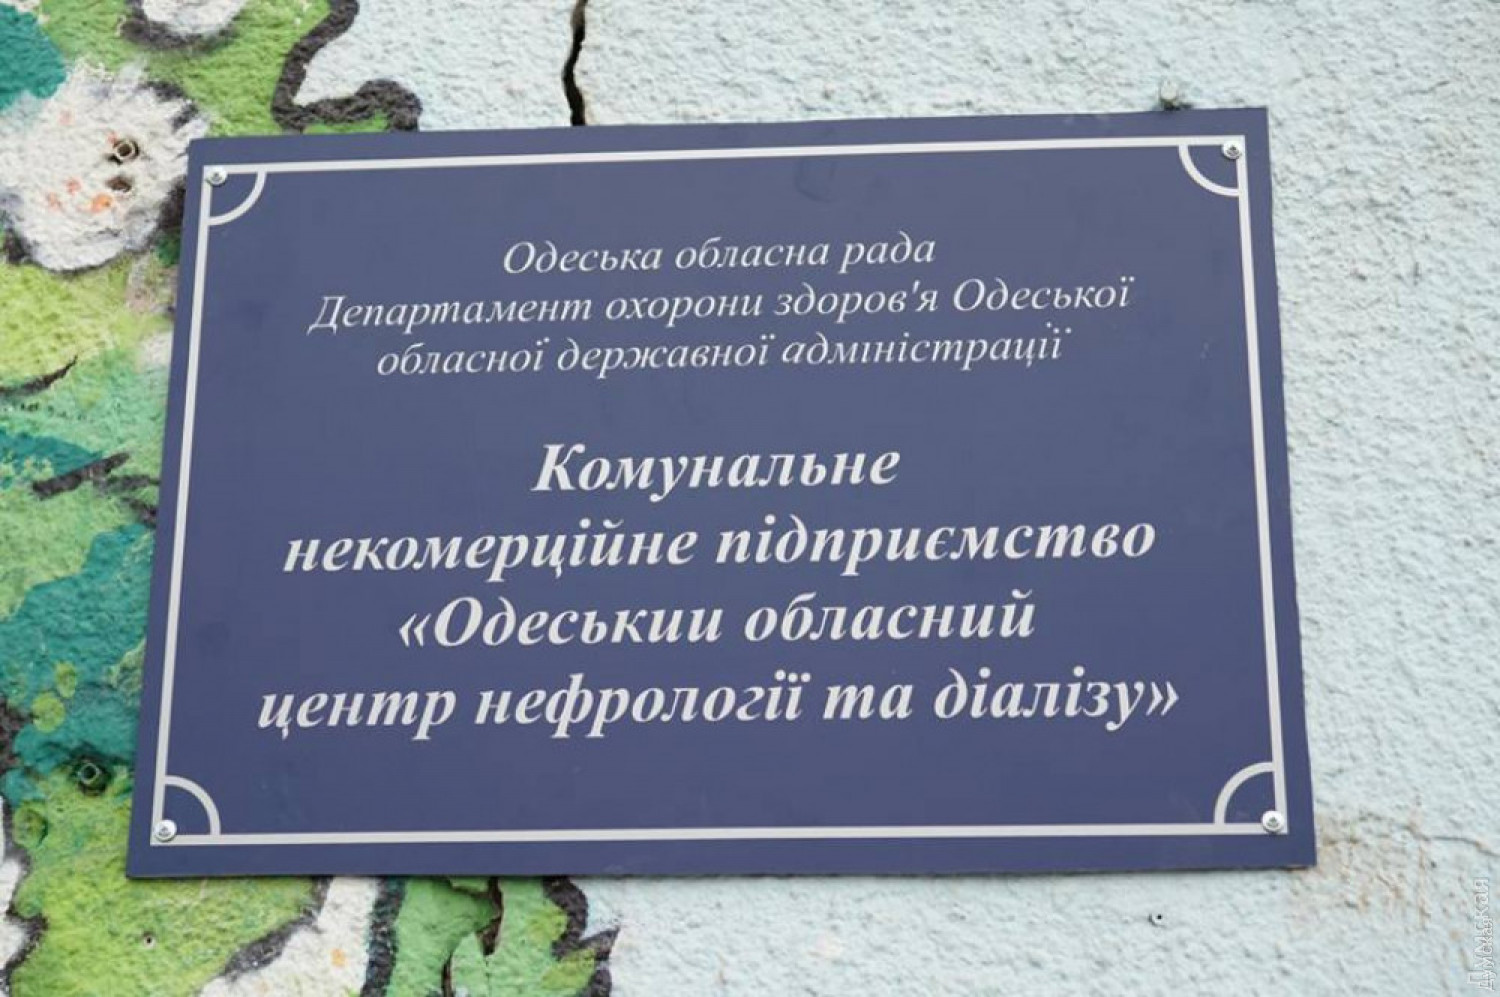 Одеська обласна рада
Департамент охорони здоров'я Одеської
обласної державної адміністрації
Комунальне
некомерційне підприємство
«Одеськии обласний
центр нефрології та діалізу»
Думская